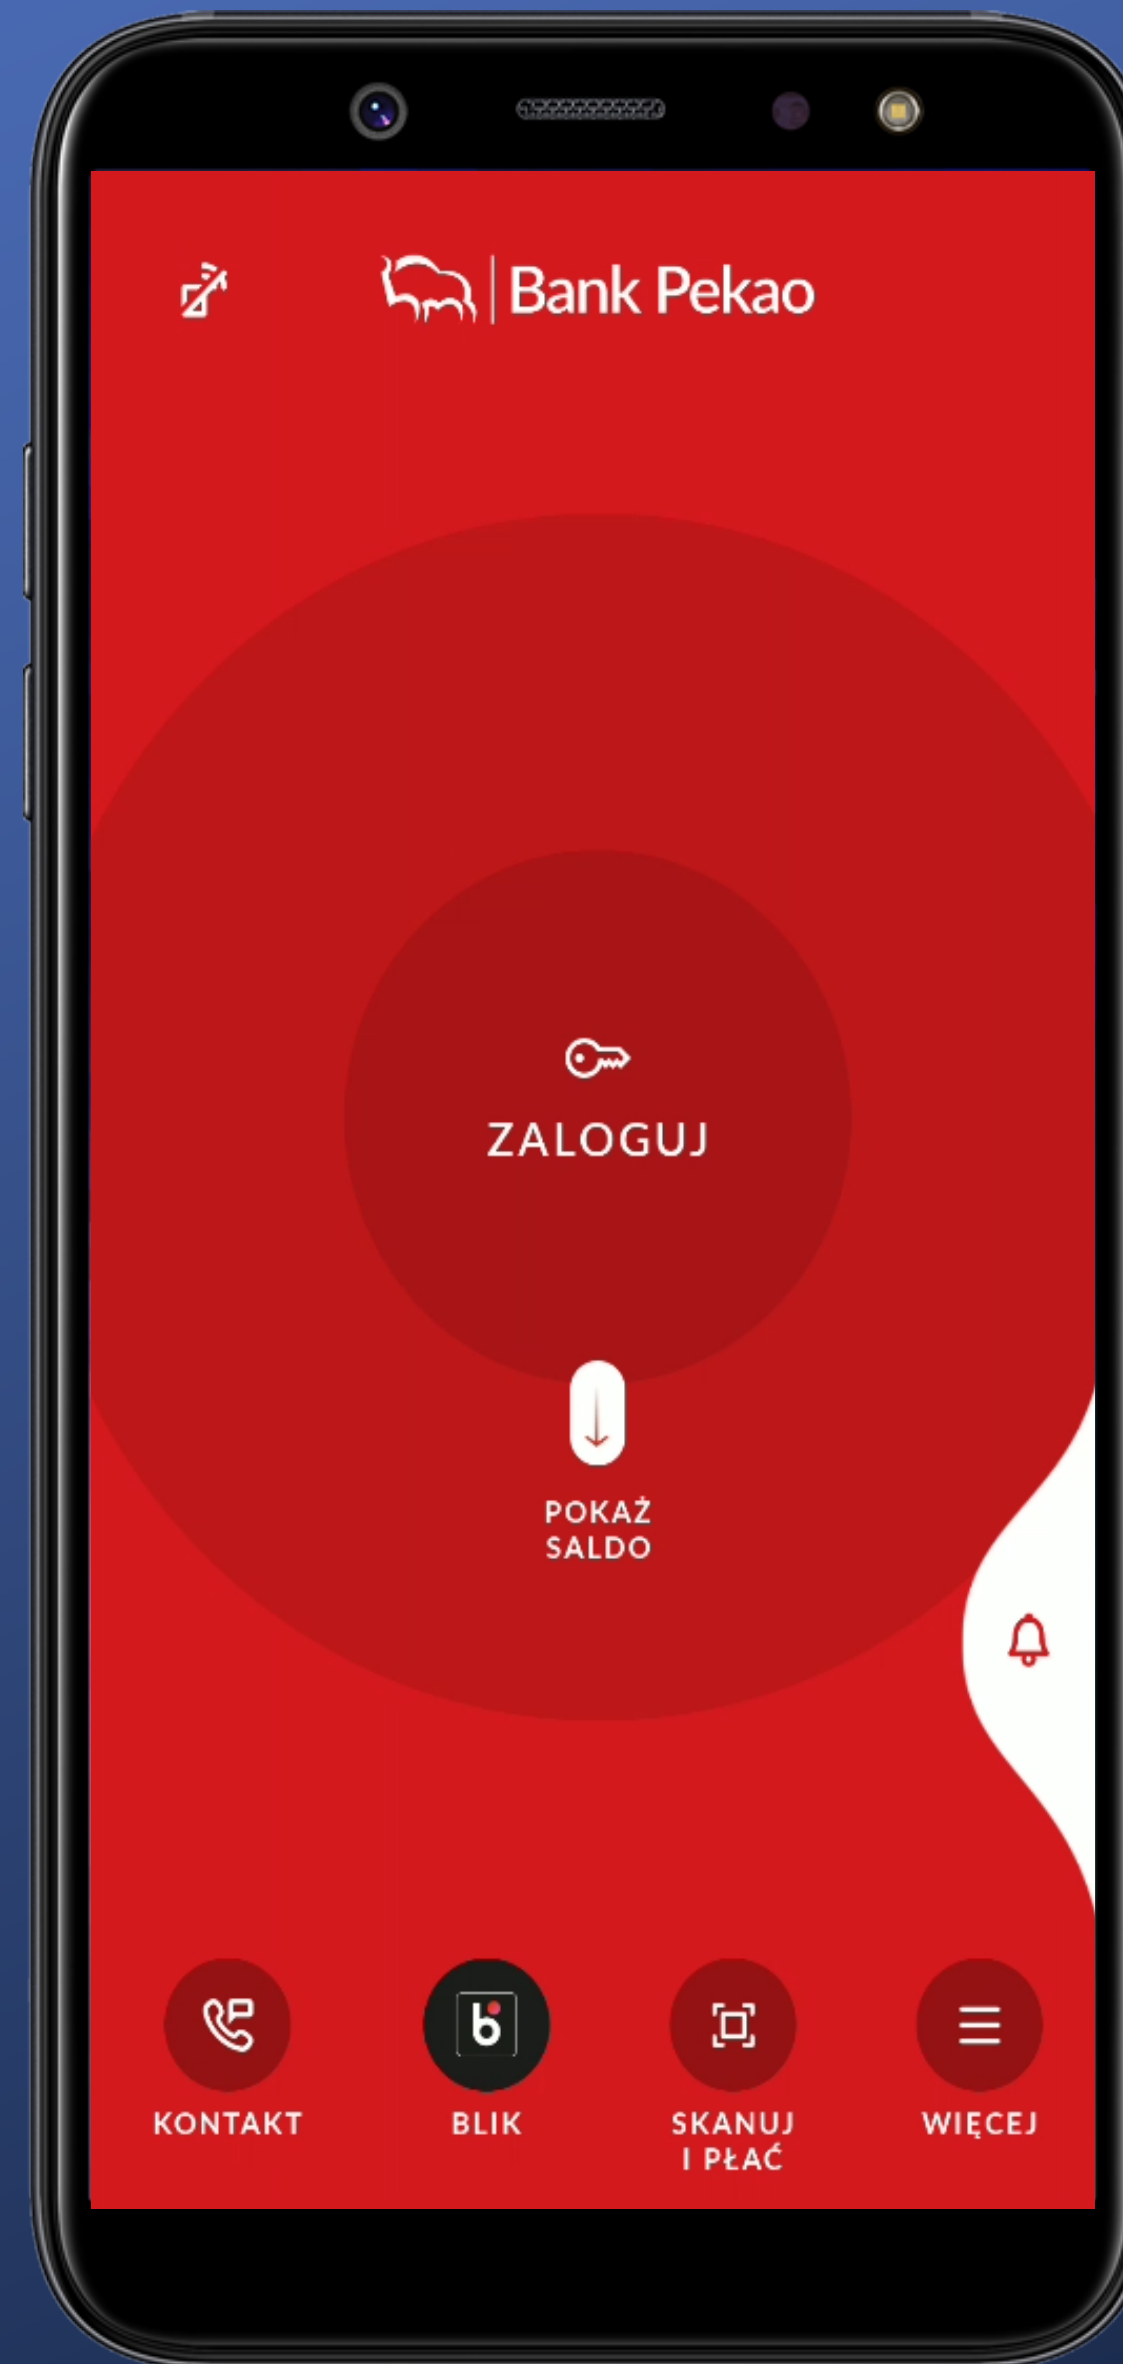 Bank Pekao
ZALOGUJ
POKAŻ
SALDO
KONTAKT
BLIK
SKANUJ
I PŁAĆ
WIĘCEJ